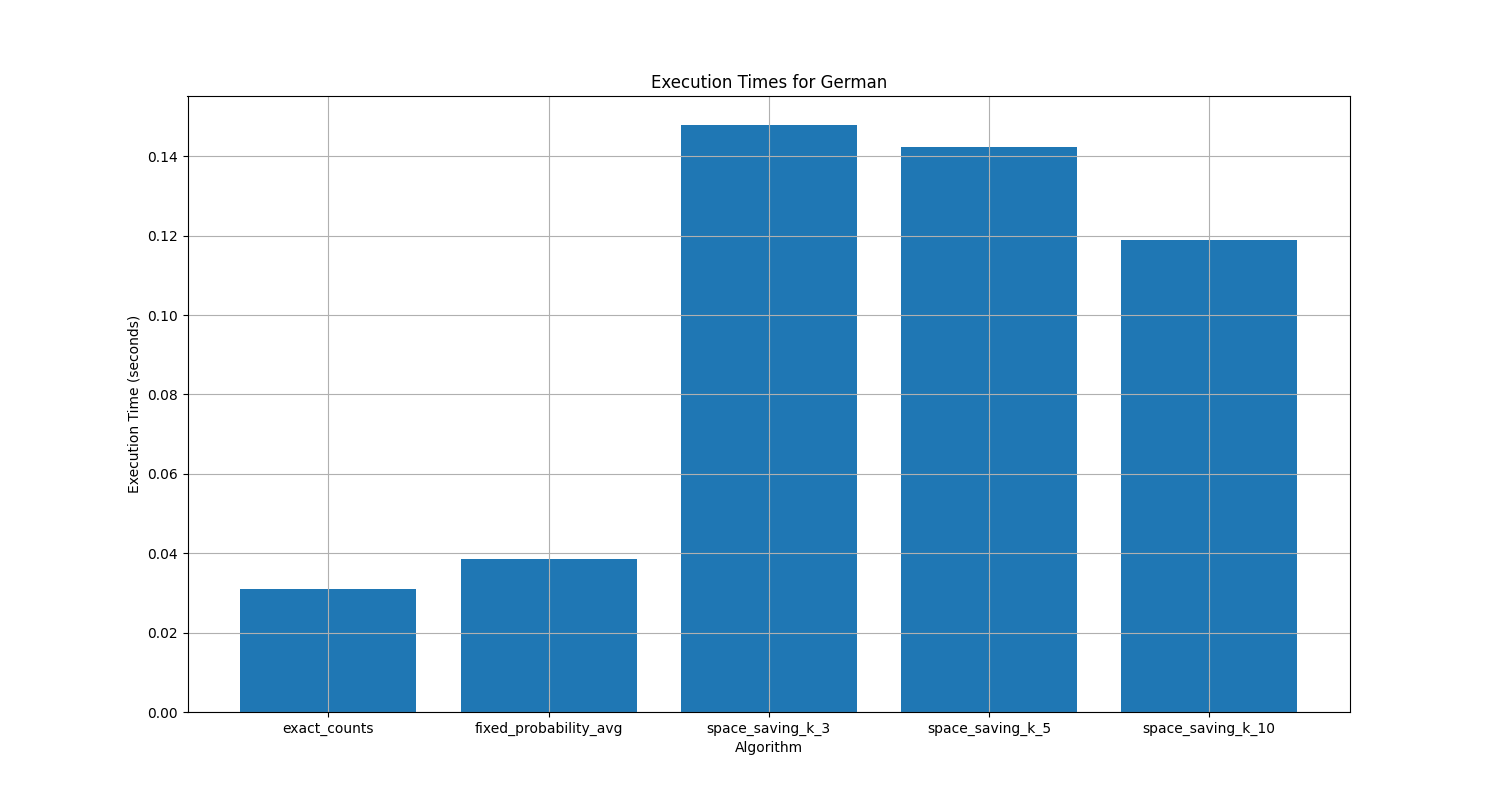 Execution Times for German
Execution Time (seconds)
0.14
0.12
0.10
0.08
0.06
0.04
0.02
0.00
exact_counts fixed_probability_avg space_saving_k_3 space_saving_k_5 space_saving_k_10
Algorithm